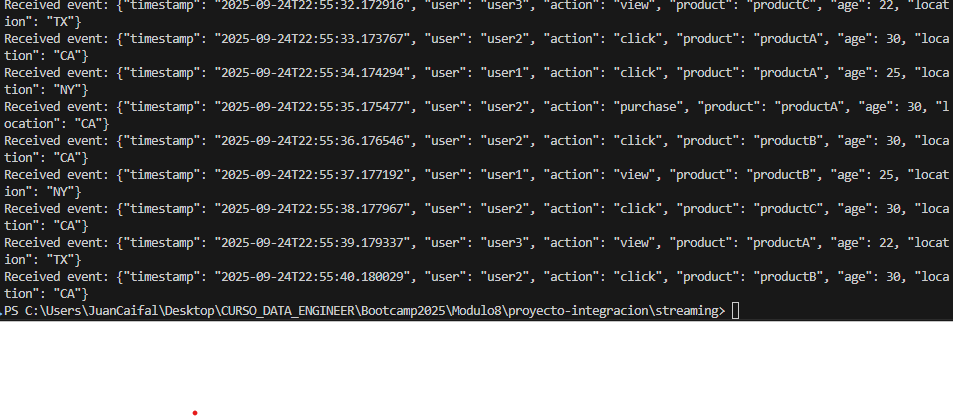 Received event: {"timestamp": "2025-09-24T22:55:32.172916", "user": "user3", "action": "view", "product": "productC", "age": 22, "locat
ion": "TX"}
Received event: {"timestamp": "2025-09-24T22:55:33.173767", "user": "user2", "action": "click", "product": "productA", "age": 30, "loca
tion": "CA"}
Received event: {"timestamp": "2025-09-24T22:55:34.174294", "user": "user1", "action": "click", "product": "productA", "age": 25, "loca
tion": "NY"}
Received event: {"timestamp": "2025-09-24T22:55:35.175477", "user": "user2", "action": "purchase", "product": "productA", "age": 30, "l
ocation": "CA"}
Received event: {"timestamp": "2025-09-24T22:55:36.176546", "user": "user2", "action": "click", "product": "productB", "age": 30, "loca
tion": "CA"}
Received event: {"timestamp": "2025-09-24T22:55:37.177192", "user": "user1", "action": "view", "product": "productB", "age": 25, "locat
ion": "NY"}
Received event: {"timestamp": "2025-09-24T22:55:38.177967", "user": "user2", "action": "click", "product": "productC", "age": 30, "loca
tion": "CA"}
Received event: {"timestamp": "2025-09-24T22:55:39.179337", "user": "user3", "action": "view", "product": "productA", "age": 22, "locat
ion": "TX"}
Received event: {"timestamp": "2025-09-24T22:55:40.180029", "user": "user2", "action": "click", "product": "productB", "age": 30, "loca
tion": "CA"}
PS C:\Users\JuanCaifal\Desktop\CURSO_DATA_ENGINEER\Bootcamp2025\Modulo8\proyecto-integracion\streaming>